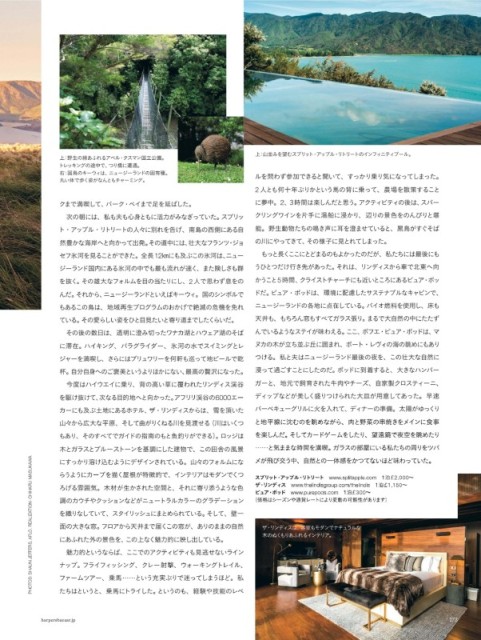 上/野生の緑あふれるアベル・タスマン国立公園。
トレッキングの途中で、つり橋に遭遇。
右/国鳥のキーウィは、ニュージーランドの固有種。
丸い体で歩く姿がなんともチャーミング。
上/山並みを望むスプリット・アップル・リトリートのインフィニティプール。
クまで満喫して、バーク・ベイまで足を延ばした。
次の朝には、私も夫も心身ともに活力がみなぎっていた。スプリッ
ト・アップル・リトリートの人々に別れを告げ、南島の西側にある自
然豊かな海岸へと向かって出発。その道中には、壮大なフランツ・ジョ
セフ氷河を見ることができた。全長12kmにも及ぶこの氷河は、ニュー
ジーランド国内にある氷河の中でも最も流れが速く、また険しさも群
を抜く。その雄大なフォルムを目の当たりにし、2人で思わず息をの
んだ。それから、ニュージーランドといえばキーウィ。国のシンボルで
もあるこの鳥は、地域再生プログラムのおかげで絶滅の危機を免れ
ている。その愛らしい姿をひと目見たいと寄り道までしたくらいだ。
その後の数日は、透明に澄み切ったワナカ湖とハウェア湖のそば
に滞在。ハイキング、パラグライダー、氷河の水でスイミングとレ
ジャーを満喫し、さらにはブリュワリーを何軒も巡って地ビールで乾
杯。自分自身へのご褒美というよりほかにない、最高の贅沢になった。
今度はハイウエイに乗り、背の高い草に覆われたリンディス渓谷
を駆け抜けて、次なる目的地へと向かった。アフリリ渓谷の6000エー
カーにも及ぶ土地にあるホテル、ザ・リンディスからは、雪を頂いた
山々から広大な平原、そして曲がりくねる川を見渡せる(川はいくつ
もあり、そのすべてでガイドの指南のもと魚釣りができる)。ロッジは
木とガラスとブルーストーンを基調にした建物で、この田舎の風景
にすっぽり溶け込むようにデザインされている。山々のフォルムにな
らうようにカーブを描く屋根が特徴的で、インテリアはモダンでくつ
ろげる雰囲気。木材が生かされた空間と、それに寄り添うような色
調のカウチやクッションなどがニュートラルカラーのグラデーション
を織りなしていて、スタイリッシュにまとめられている。そして、壁一
面の大きな窓。フロアから天井まで届くこの窓が、ありのままの自然
にあふれた外の景色を、この上なく魅力的に映し出している。
魅力的というならば、ここでのアクティビティも見逃せないライン
ナップ。フライフィッシング、クレー射撃、ウォーキングトレイル、
ファームツアー、乗馬……という充実ぶりで迷ってしまうほど。私
たちはというと、乗馬にトライした。というのも、経験や技能のレベ
ルを問わず参加できると聞いて、すっかり乗り気になってしまった。
2人とも何十年ぶりかという馬の背に乗って、農場を散策すること
に夢中。2、3時間は楽しんだと思う。アクティビティの後は、スパー
クリングワインを片手に湯船に浸かり、辺りの景色をのんびりと堪
能。野生動物たちの鳴き声に耳を澄ませていると、黒鳥がすぐそば
の川にやってきて、その様子に見とれてしまった。
もっと長くここにとどまるのもよかったのだが、私たちには最後にも
うひとつだけ行き先があった。それは、リンディスから車で北東へ向
かうこと5時間、クライストチャーチにも近いところにあるピュア・ポッ
ドだ。ピュア・ポッドは、環境に配慮したサステナブルなキャビンで、
ニュージーランドの各地に点在している。バイオ燃料を使用し、床も
天井も、もちろん窓もすべてガラス張り。まるで大自然の中にたたず
んでいるようなステイが味わえる。ここ、ポフエ・ピュア・ポッドは、マ
ヌカの木が立ち並ぶ丘に囲まれ、ポート・レヴィの海の眺めにもあり
つける。私と夫はニュージーランド最後の夜を、この壮大な自然に
浸って過ごすことにしたのだ。ポッドに到着すると、大きなハンバー
ガーと、地元で飼育された牛肉やチーズ、自家製クロスティーニ、
ディップなどが美しく盛りつけられた大皿が用意してあった。早速
バーベキューグリルに火を入れて、ディナーの準備。太陽がゆっくり
と地平線に沈むのを眺めながら、肉と野菜の串焼きをメインに食事
を楽しんだ。そしてカードゲームをしたり、望遠鏡で夜空を眺めたり
……と気ままな時間を満喫。ガラスの部屋にいる私たちの周りをツバ
メが飛び交う中、自然との一体感をかつてないほど味わっていた。
スプリット・アップル・リトリート www.splitapple.com 1泊£2,000〜
ザ・リンディス www.thelindisgroup.com/thelindis 1泊£1,150〜
ピュア・ポッド www.purepods.com 1泊£300〜
(価格はシーズンや適宜レートにより変動の可能性があります)
harpersbazaar.jp